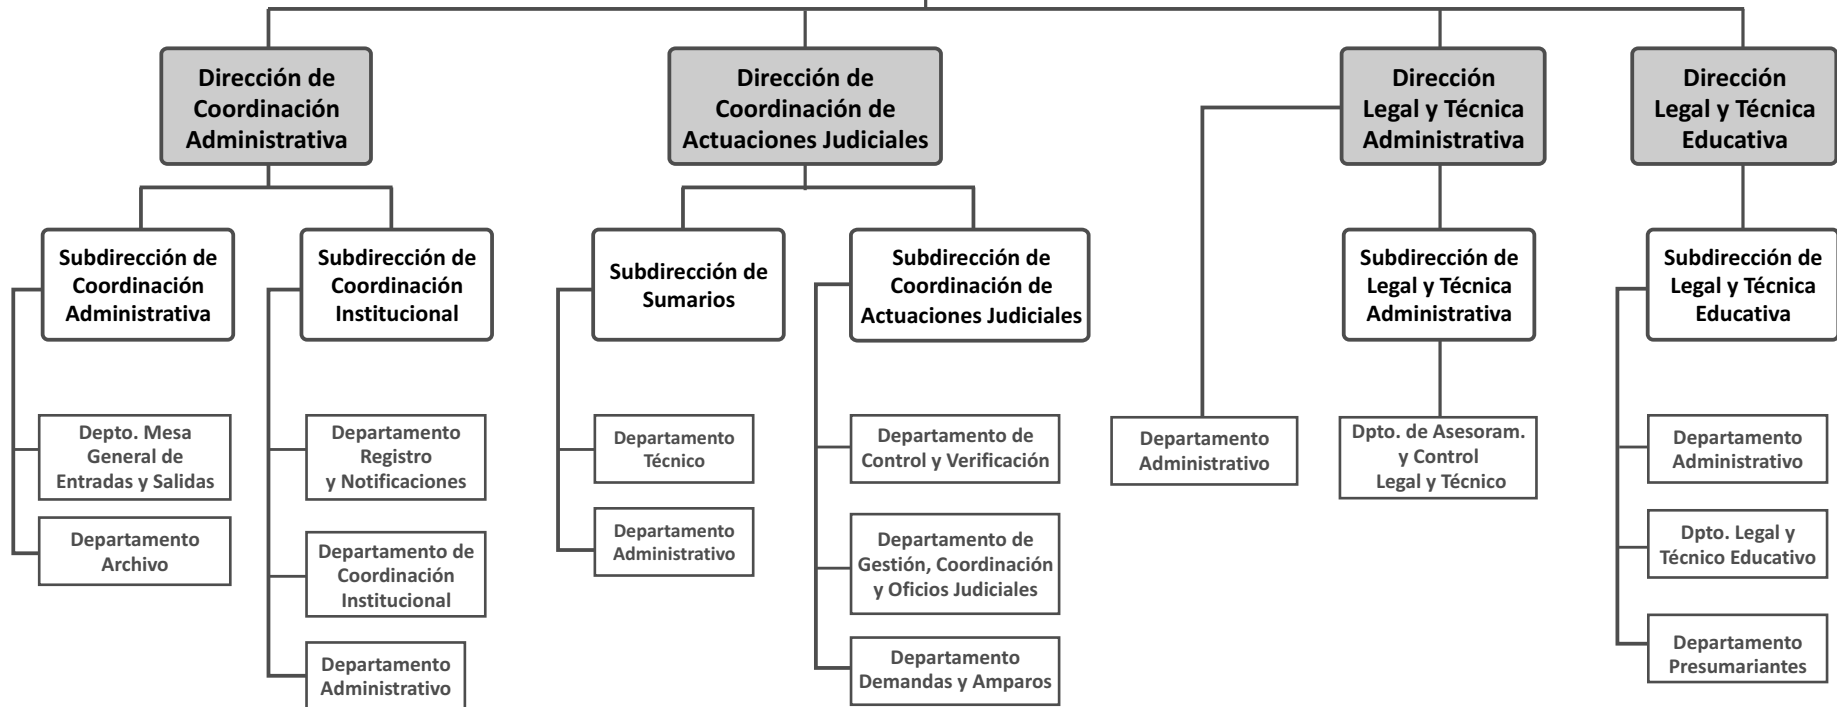 Dirección de
Coordinación
Administrativa
Dirección de
Coordinación de
Actuaciones Judiciales
Dirección
Legal y Técnica
Administrativa
Dirección
Legal y Técnica
Educativa
Subdirección de
Coordinación
Administrativa
Subdirección de
Coordinación
Institucional
Subdirección de
Sumarios
Subdirección de
Coordinación de
Actuaciones Judiciales
Subdirección de
Legal y Técnica
Administrativa
Subdirección de
Legal y Técnica
Educativa
Depto. Mesa
General de
Entradas y Salidas
Departamento
Registro
y Notificaciones
Departamento
Técnico
Departamento de
Control y Verificación
Departamento
Administrativo
Dpto. de Asesoram.
y Control
Legal y Técnico
Departamento
Administrativo
Departamento
Archivo
Departamento de
Coordinación
Institucional
Departamento
Administrativo
Departamento de
Gestión, Coordinación
y Oficios Judiciales
Dpto. Legal y
Técnico Educativo
Departamento
Administrativo
Departamento
Demandas y Amparos
Departamento
Presumariantes